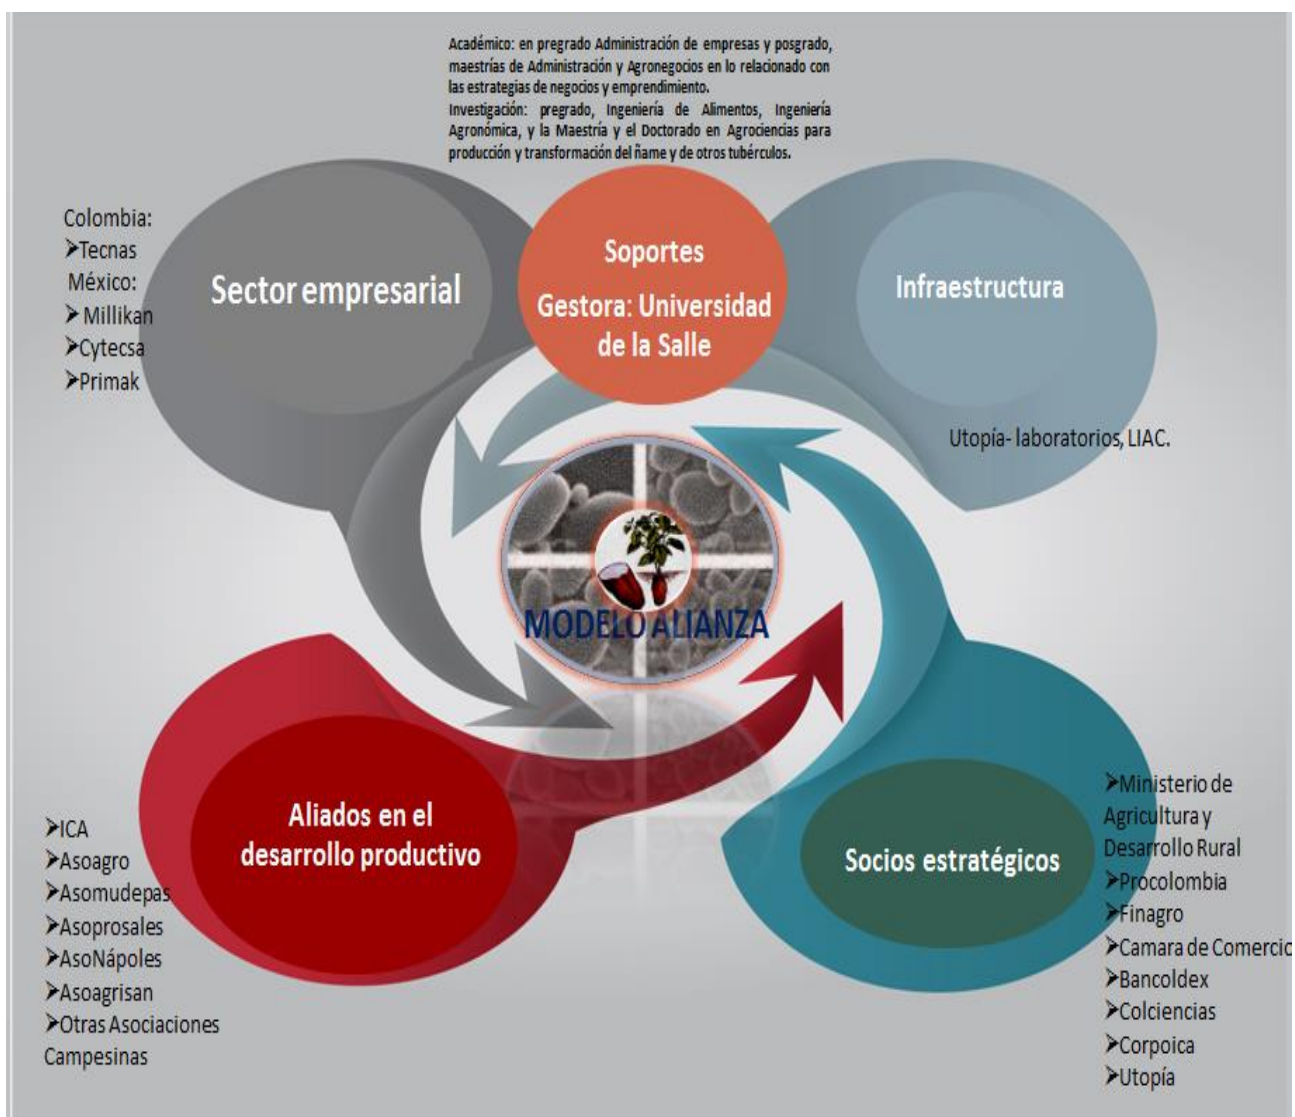 Académico: en pregrado Administración de empresas y posgrado,
maestrías de Administración y Agronegocios en lo relacionado con
las estrategias de negocios y emprendimiento.
Investigación: pregrado, Ingeniería de Alimentos, Ingeniería
Agronómica, y la Maestría y el Doctorado en Agrociencias para
producción y transformación del ñame y de otros tubérculos.
Colombia:
➢Tecnas
México:
➢ Millikan
➢Cytecsa
➢Primak
Sector empresarial
Soportes
Gestora: Universidad
de la Salle
Infraestructura
Utopía- laboratorios, LIAC.
MODELO ALIANZA
Aliados en el
desarrollo productivo
➢ICA
➢Asoagro
➢Asomudepas
➢Asoprosales
➢AsoNápoles
➢Asoagrisan
➢Otras Asociaciones
Campesinas
Socios estratégicos
➢Ministerio de
Agricultura y
Desarrollo Rural
➢Procolombia
➢Finagro
➢Camara de Comercio
➢Bancoldex
➢Colciencias
➢Corpoica
➢Utopía